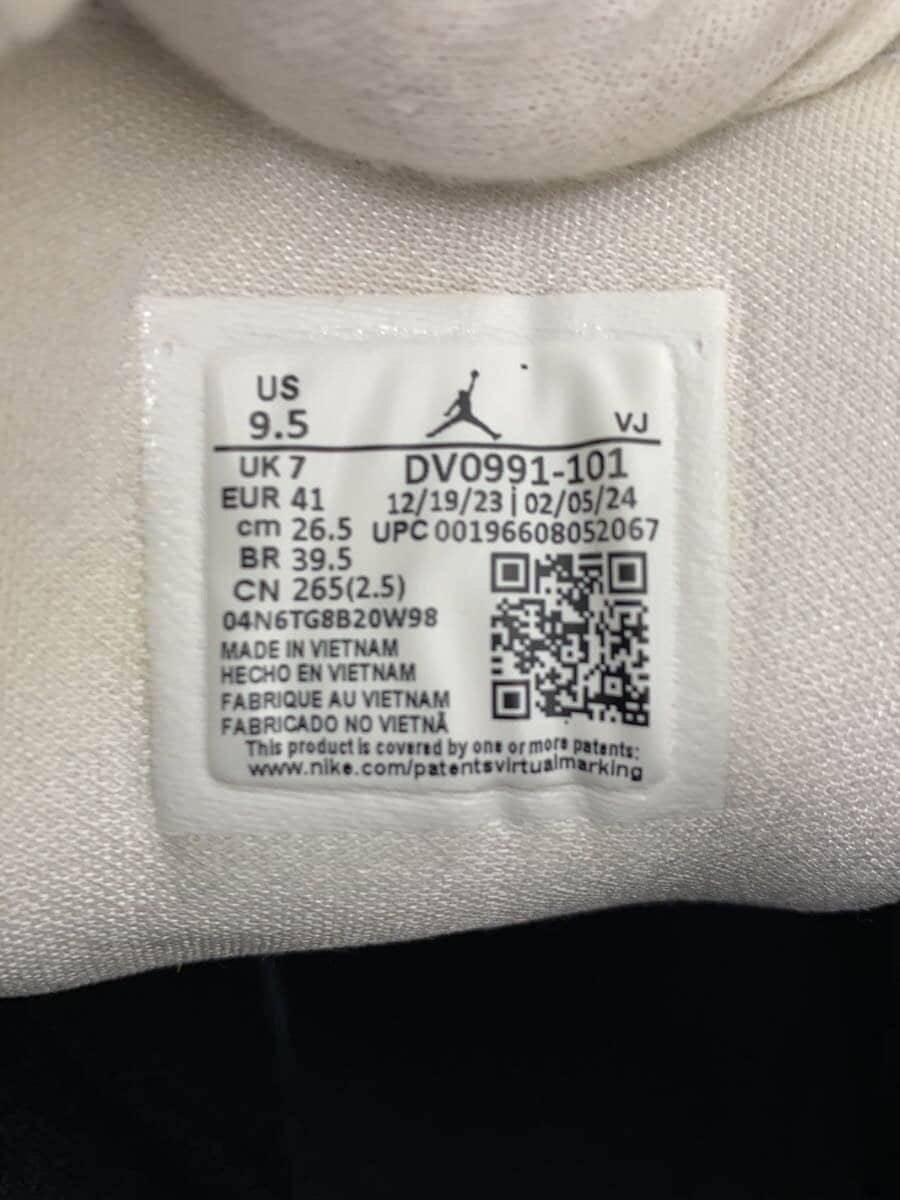 US
9.5
VJ
UK 7
DV0991-101
EUR 41
12/19/23 | 02/05/24
cm 26.5
UPC 00196608052067
BR 39.5
CN 265(2.5)
04N6TG8B20W98
MADE IN VIETNAM
HECHO EN VIETNAM
FABRIQUE AU VIETNAM
FABRICADO NO VIETNÃ
This product is covered by one or more patents:
www.nike.com/patentsvirtualmarking